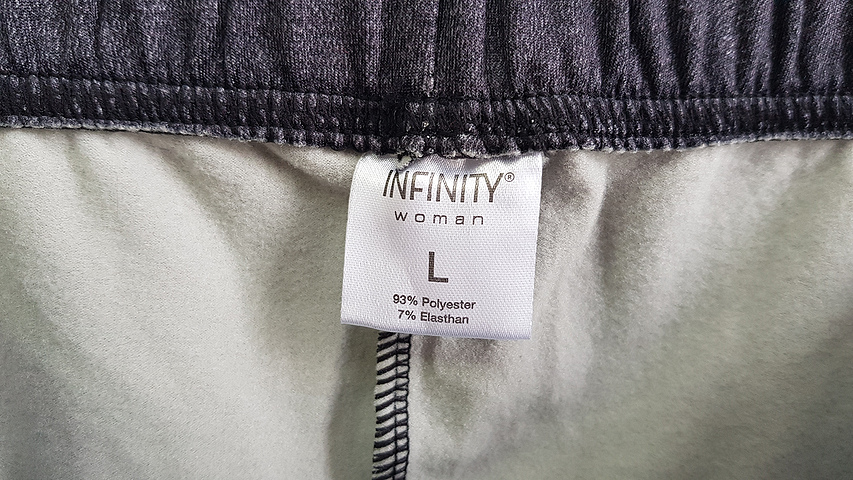 INFINITY®
woman
L
93% Polyester
7% Elasthan